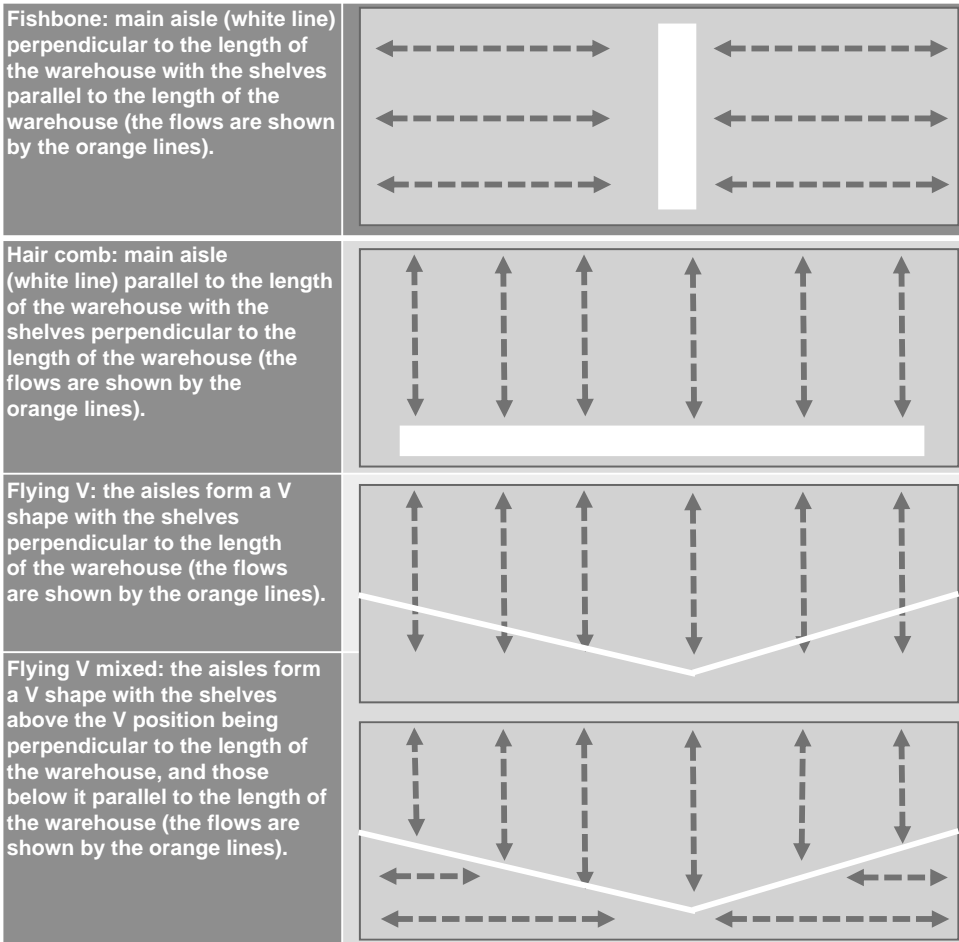 Fishbone: main aisle (white line)
perpendicular to the length of
the warehouse with the shelves
parallel to the length of the
warehouse (the flows are shown
by the orange lines).
Hair comb: main aisle
(white line) parallel to the length
of the warehouse with the
shelves perpendicular to the
length of the warehouse (the
flows are shown by the
orange lines).
Flying V: the aisles form a V
shape with the shelves
perpendicular to the length
of the warehouse (the flows
are shown by the orange lines).
Flying V mixed: the aisles form
a V shape with the shelves
above the V position being
perpendicular to the length of
the warehouse, and those
below it parallel to the length of
the warehouse (the flows are
shown by the orange lines).